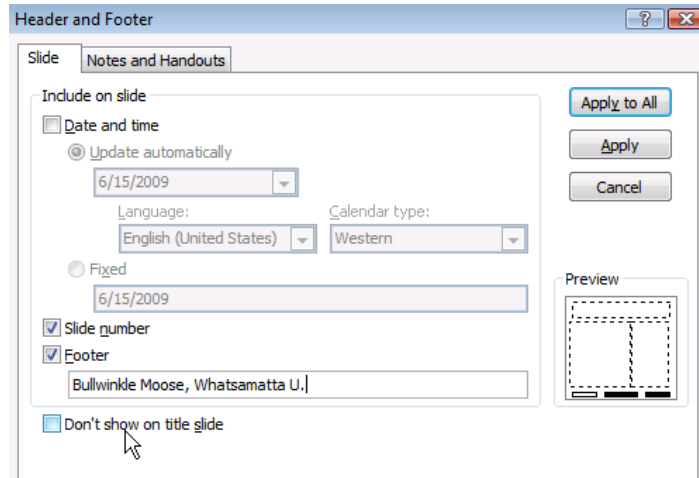 Header and Footer
Slide
Notes and Handouts
Include on slide
Date and time
Update automatically
6/15/2009
Language:
Calendar type:
English (United States)
Western
Fixed
6/15/2009
Slide number
Footer
Bullwinkle Moose, Whatsamatta U.
Don't show on title slide
Apply to All
Apply
Cancel
Preview